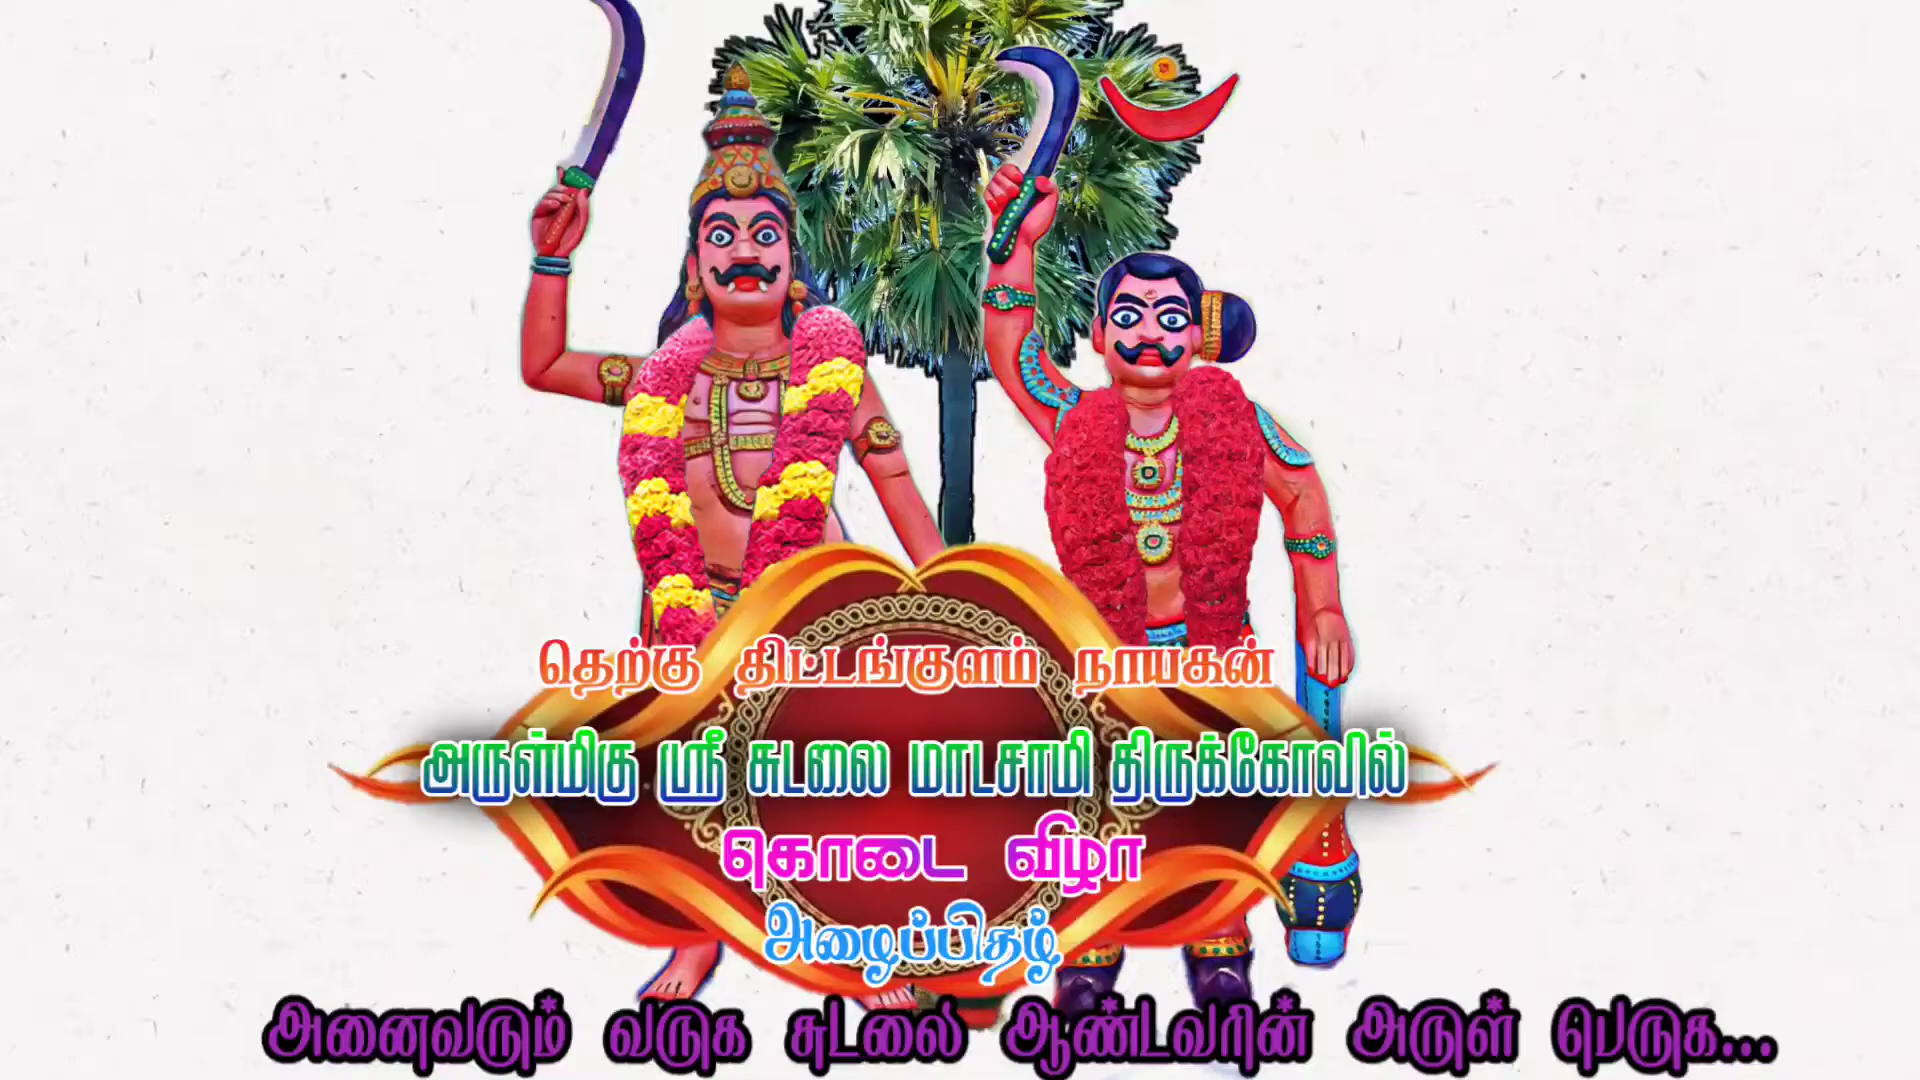 தெற்கு திட்டங்குளம் நாயகன்
அருள்மிகு ஸ்ரீ சுடலை மாடசாமி திருக்கோவில்
கொடை விழா
அழைப்பிதழ்
அனைவரும் வருக சுடலை ஆண்டவரின் அருள் பெருக...